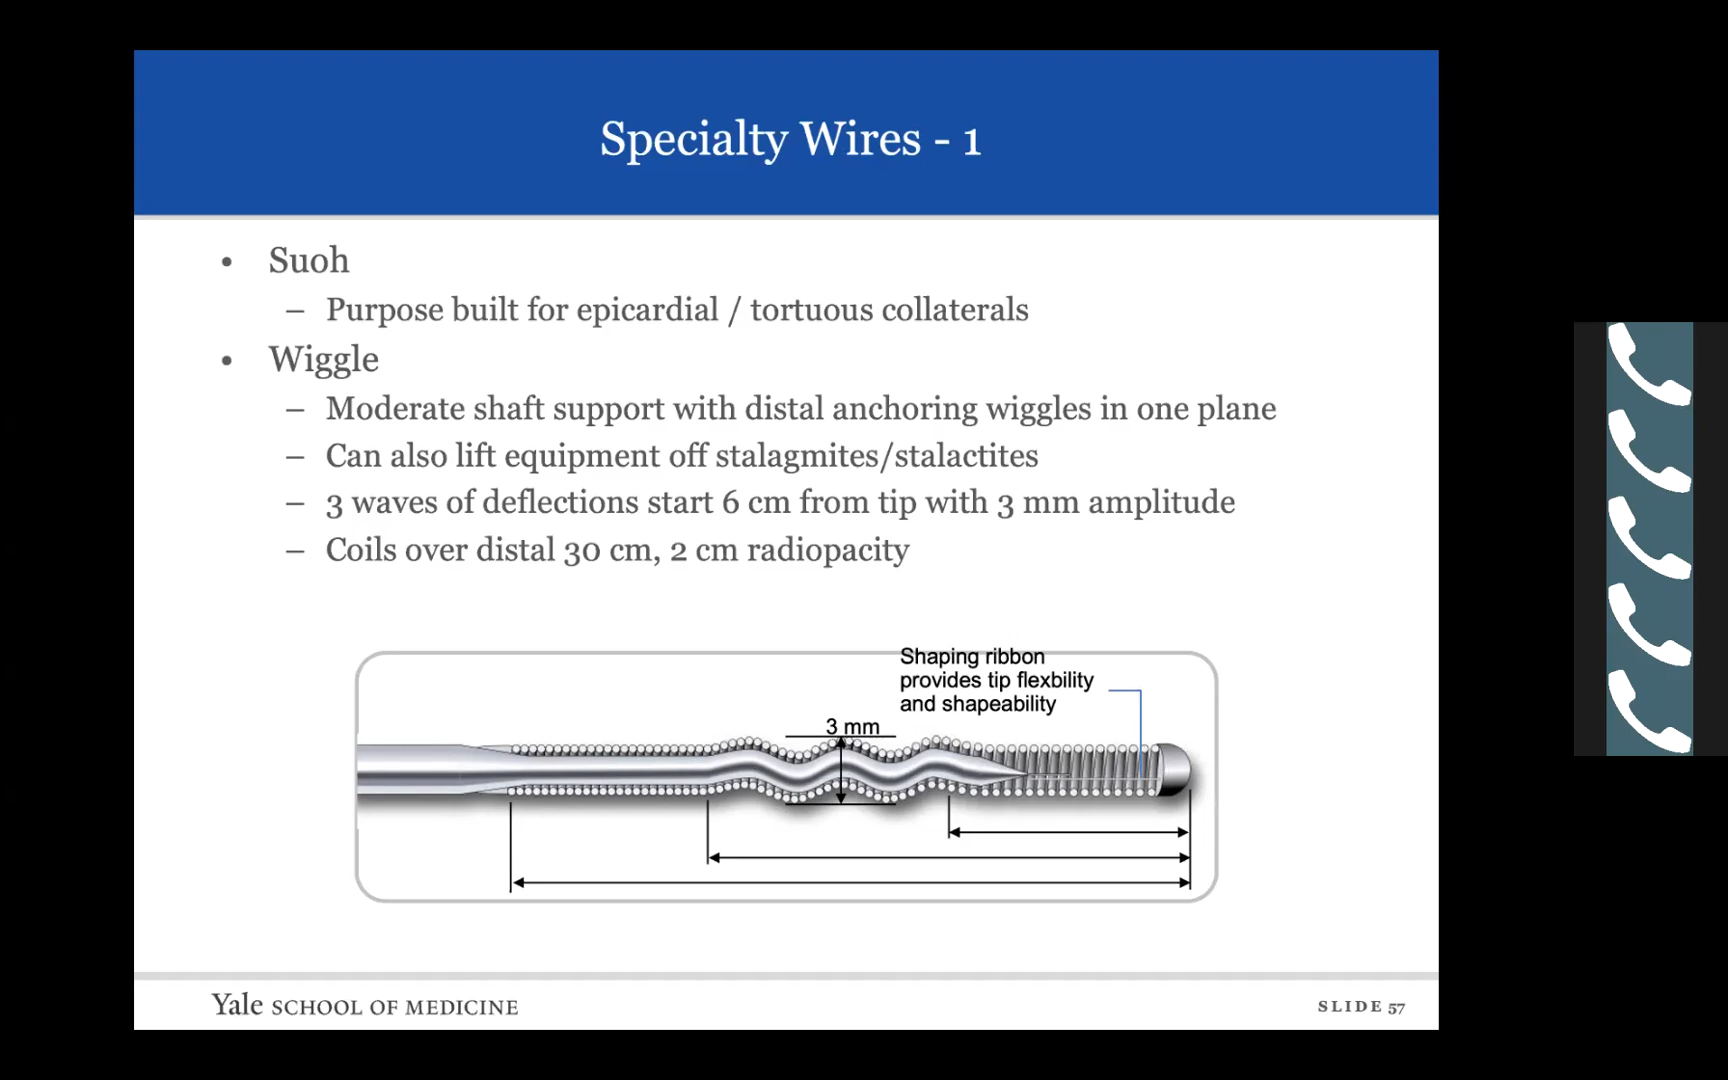 Specialty Wires - 1
• Suoh
– Purpose built for epicardial / tortuous collaterals
• Wiggle
– Moderate shaft support with distal anchoring wiggles in one plane
– Can also lift equipment off stalagmites/stalactites
– 3 waves of deflections start 6 cm from tip with 3 mm amplitude
– Coils over distal 30 cm, 2 cm radiopacity
Shaping ribbon
provides tip flexbility
and shapeability
3 mm
Yale SCHOOL OF MEDICINE
SLIDE 57